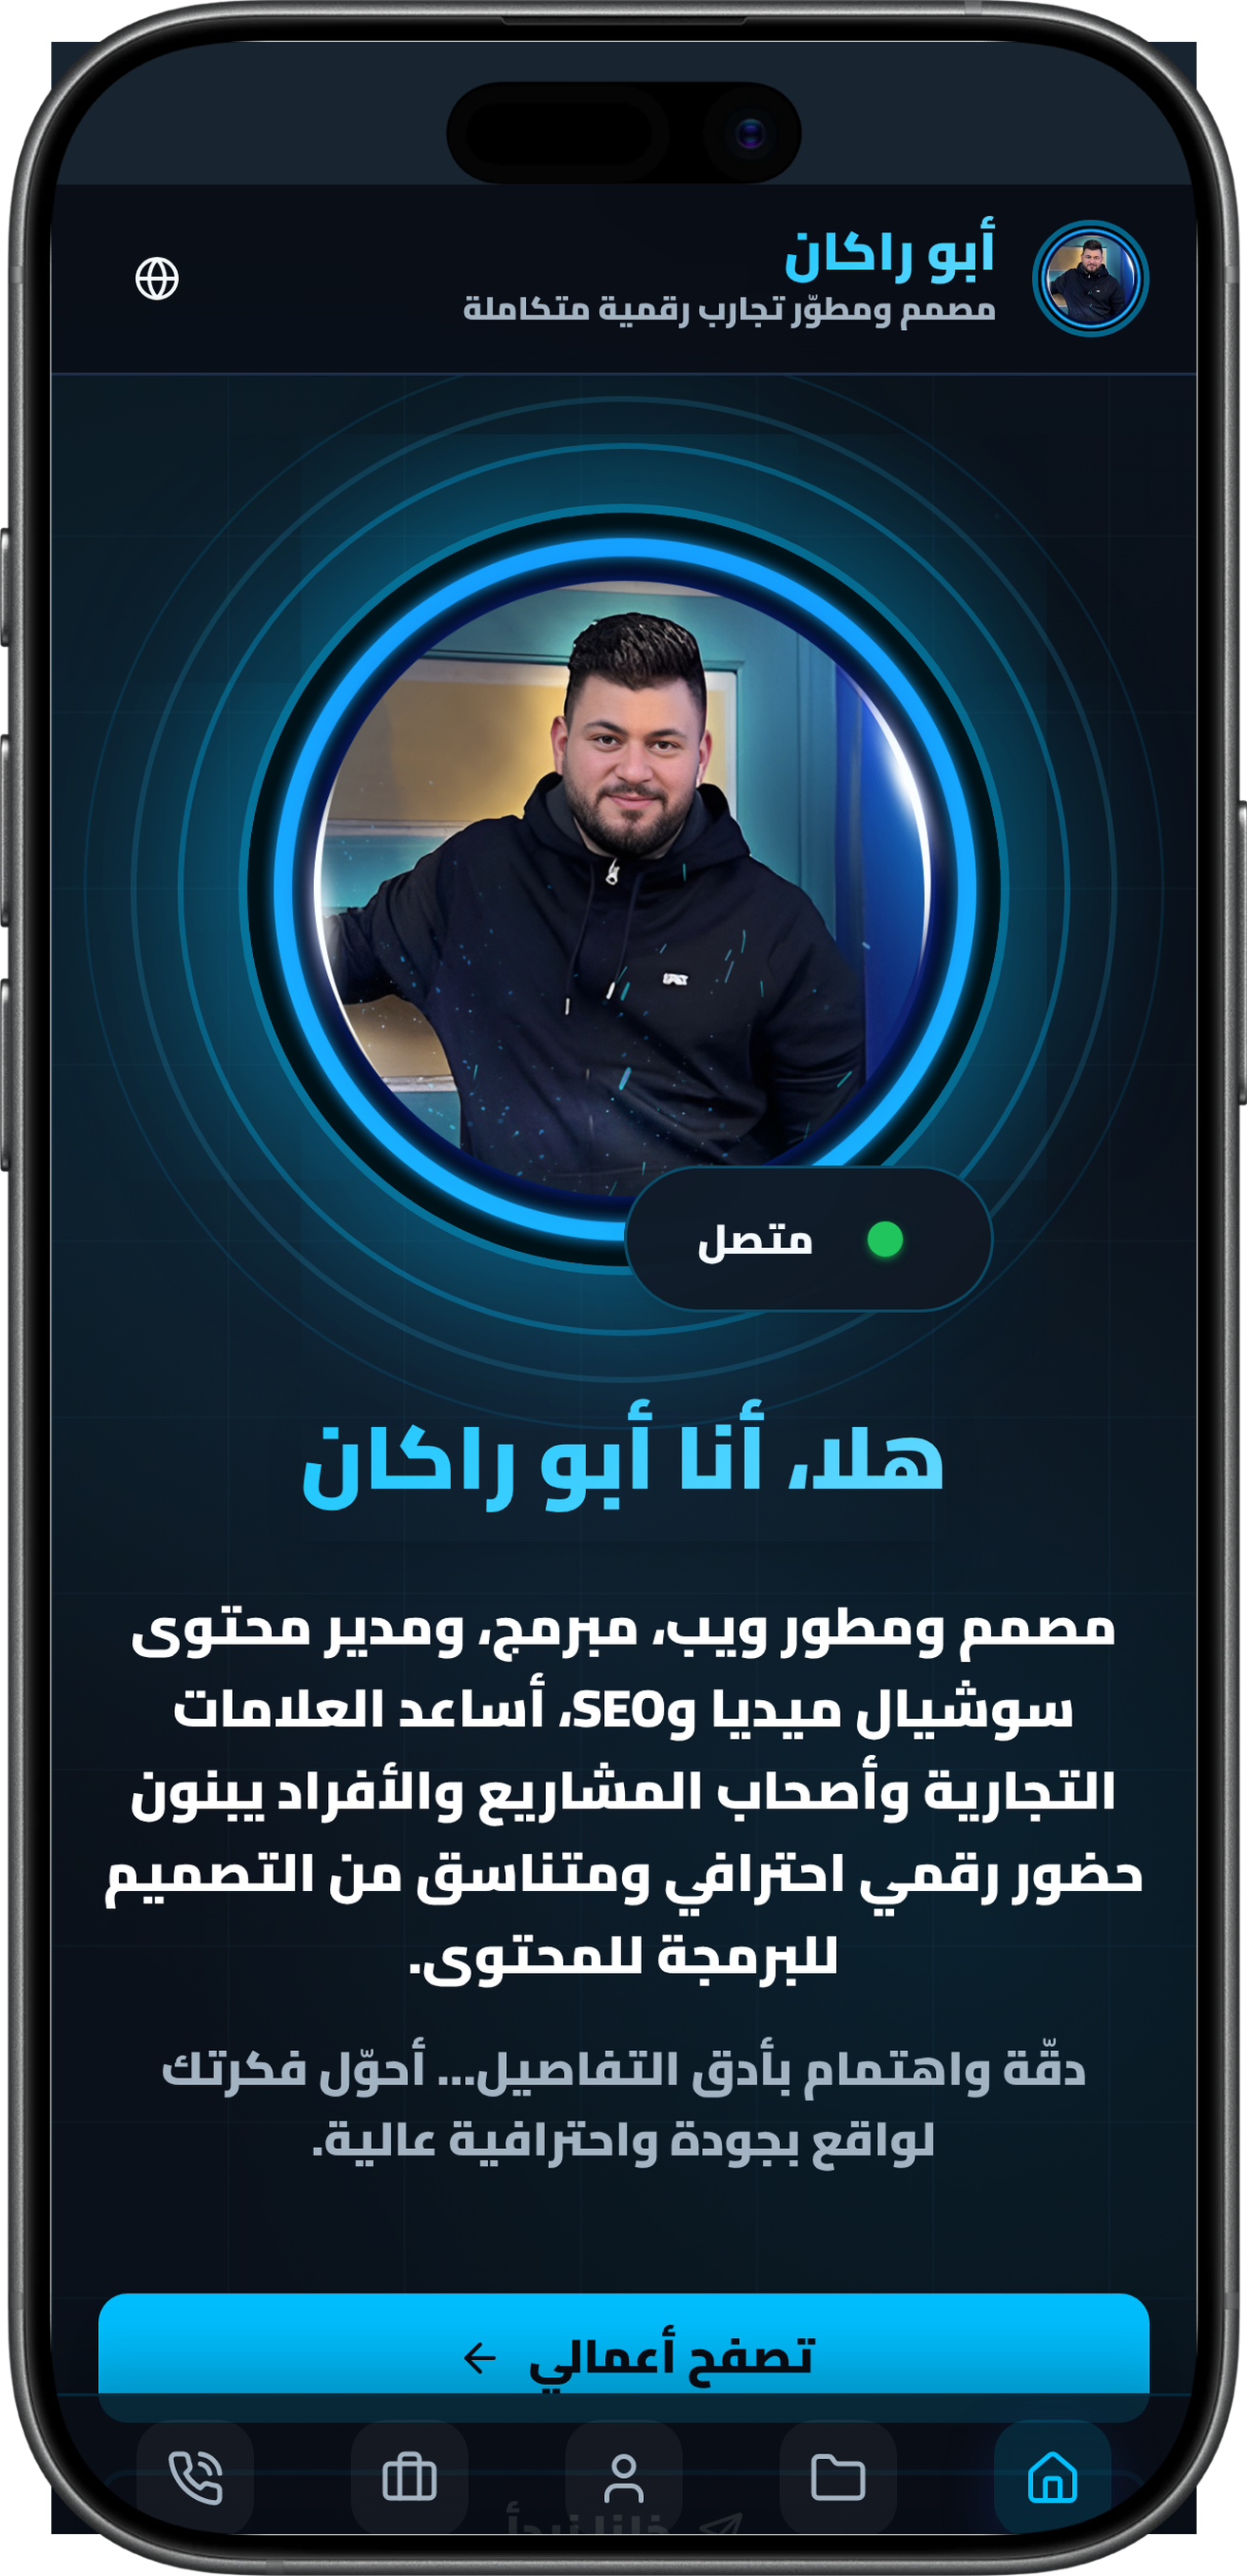 أبو راكان
مصمم ومطوّر تجارب رقمية متكاملة
متصل
هلا، أنا أبو راكان
مصمم ومطور ويب، مبرمج، ومدير محتوى
سوشيال ميديا وSEO، أساعد العلامات
التجارية وأصحاب المشاريع والأفراد يبنون
حضور رقمي احترافي ومتناسق من التصميم
للبرمجة للمحتوى.
دقّة واهتمام بأدق التفاصيل... أحوّل فكرتك
لواقع بجودة واحترافية عالية.
تصفح أعمالي